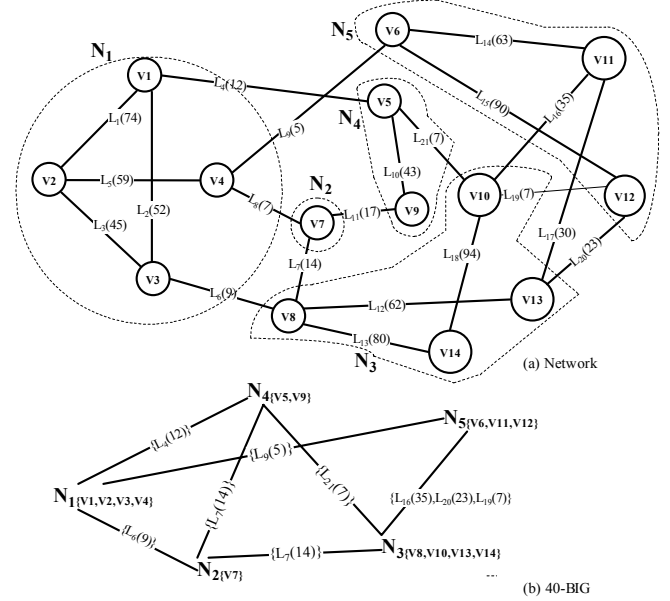 V6
N5
L14(63)
V11
N1
V1
L4(12)
L15(90)
L16(35)
V5
L1(74)
N4
L9(5)
L21(7)
V2
L5(59)
V4
L10(43)
N2
L8(7)
V10
L19(7)
V12
L2(52)
L3(45)
V7
L11(17)
V9
L17(30)
L20(23)
L18(94)
L7(14)
V3
L6(9)
V8
L12(62)
V13
L13(80)
V14
N3
(a) Network
N4{V5,V9}
N5{V6,V11,V12}
{L4(12)}
{L9(5)}
{L21(7)}
{L7(14)}
N1{V1,V2,V3,V4}
{L16(35),L20(23),L19(7)}
{L6(9)}
{L7(14)}
N3{V8,V10,V13,V14}
N2{V7}
(b) 40-BIG